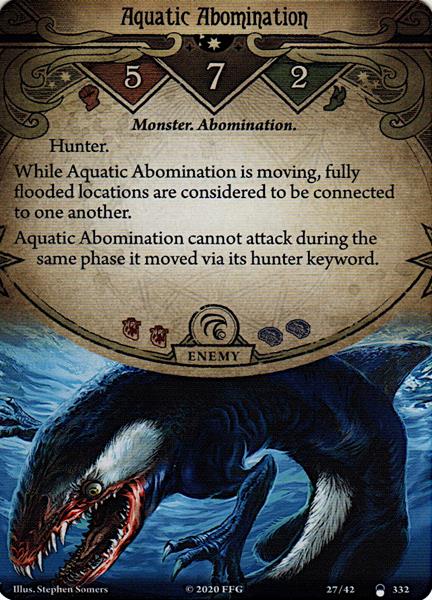 Aquatic Abomination
5 7 2
Monster. Abomination.
Hunter.
While Aquatic Abomination is moving, fully
flooded locations are considered to be connected
to one another.
Aquatic Abomination cannot attack during the
same phase it moved via its hunter keyword.
ENEMY
Illus. Stephen Somers © 2020 FFG 27/42 332